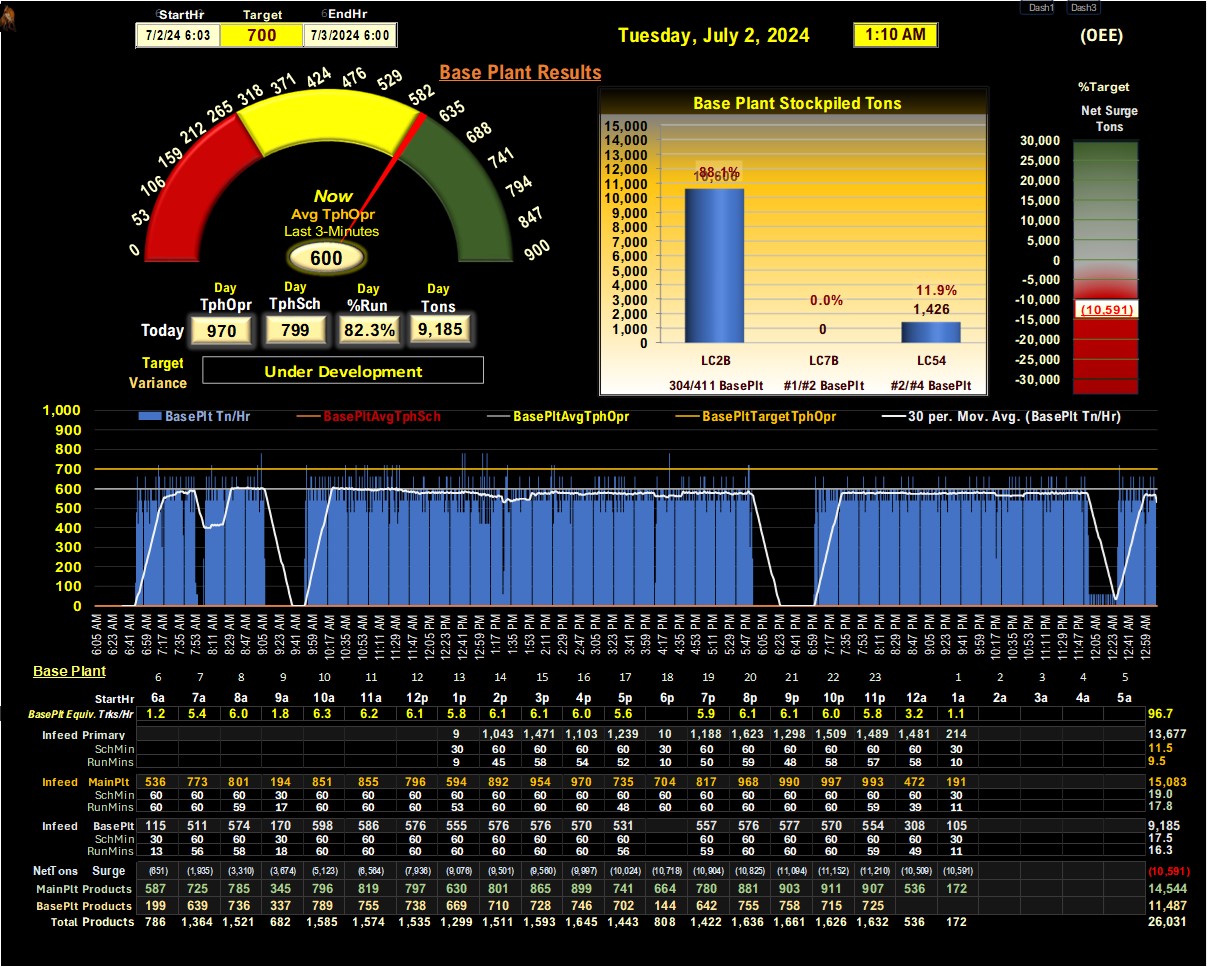 Dash1 Dash3
StartHr Target EndHr
7/2/24 6:03 700 7/3/2024 6:00
Tuesday, July 2, 2024 1:10 AM (OEE)
Base Plant Results
0 53 106 159 212 265 318 371 424 476 529 582 635 688 741 794 847 900
Now
Avg TphOpr
Last 3-Minutes
600
Day Day Day Day
TphOpr TphSch %Run Tons
Today 970 799 82.3% 9,185
Target
Variance
Under Development
Base Plant Stockpiled Tons
15,000
14,000
13,000
12,000
11,000
10,000
9,000
8,000
7,000
6,000
5,000
4,000
3,000
2,000
1,000
0
88.1%
10,606
0.0%
0
11.9%
1,426
LC2B LC7B LC54
304/411 BasePlt #1/#2 BasePlt #2/#4 BasePlt
%Target
Net Surge
Tons
30,000
25,000
20,000
15,000
10,000
5,000
0
-5,000
-10,000
-15,000
-20,000
-25,000
-30,000
(10,591)
BasePlt Tn/Hr BasePltAvgTphSch BasePltAvgTphOpr BasePltTargetTphOpr 30 per. Mov. Avg. (BasePlt Tn/Hr)
1,000
900
800
700
600
500
400
300
200
100
0
6:05 AM 6:23 AM 6:41 AM 6:59 AM 7:17 AM 7:35 AM 7:53 AM 8:11 AM 8:29 AM 8:47 AM 9:05 AM 9:23 AM 9:41 AM 9:59 AM 10:17 AM 10:35 AM 10:53 AM 11:11 AM 11:29 AM 11:47 AM 12:05 PM 12:23 PM 12:41 PM 12:59 PM 1:17 PM 1:35 PM 1:53 PM 2:11 PM 2:29 PM 2:47 PM 3:05 PM 3:23 PM 3:41 PM 3:59 PM 4:17 PM 4:35 PM 4:53 PM 5:11 PM 5:29 PM 5:47 PM 6:05 PM 6:23 PM 6:41 PM 6:59 PM 7:17 PM 7:35 PM 7:53 PM 8:11 PM 8:29 PM 8:47 PM 9:05 PM 9:23 PM 9:41 PM 9:59 PM 10:17 PM 10:35 PM 10:53 PM 11:11 PM 11:29 PM 11:47 PM 12:05 AM 12:23 AM 12:41 AM 12:59 AM
Base Plant
6 7 8 9 10 11 12 13 14 15 16 17 18 19 20 21 22 23 1 2 3 4 5
StartHr 6a 7a 8a 9a 10a 11a 12p 1p 2p 3p 4p 5p 6p 7p 8p 9p 10p 11p 12a 1a 2a 3a 4a 5a
BasePlt Equiv. Trks/Hr 1.2 5.4 6.0 1.8 6.3 6.2 6.1 5.8 6.1 6.1 6.0 5.6 5.9 6.1 6.1 6.0 5.8 3.2 1.1 96.7
Infeed Primary 9 1,043 1,471 1,103 1,239 10 1,188 1,623 1,298 1,509 1,489 1,481 214 13,677
SchMin 30 60 60 60 60 30 60 60 60 60 60 60 30 11.5
RunMins 9 45 58 54 52 10 50 59 48 58 57 58 10 9.5
Infeed MainPlt 536 773 801 194 851 855 796 594 892 954 970 735 704 817 968 990 997 993 472 191 15,083
SchMin 60 60 60 30 60 60 60 60 60 60 60 60 60 60 60 60 60 60 60 30 19.0
RunMins 60 60 59 17 60 60 60 53 60 60 60 48 60 60 60 60 60 59 39 11 17.8
Infeed BasePlt 115 511 574 170 598 586 576 555 576 576 570 531 557 576 577 570 554 308 105 9,185
SchMin 30 60 60 30 60 60 60 60 60 60 60 60 60 60 60 60 60 60 30 17.5
RunMins 13 56 58 18 60 60 60 60 60 60 60 56 59 60 60 60 59 49 11 16.3
NetTons Surge (651) (1,935) (3,310) (3,674) (5,123) (6,564) (7,936) (9,076) (9,501) (9,560) (9,997) (10,024) (10,718) (10,904) (10,825) (11,094) (11,152) (11,210) (10,509) (10,591) (10,591)
MainPlt Products 587 725 785 345 796 819 797 630 801 865 899 741 664 780 881 903 911 907 536 172 14,544
BasePlt Products 199 639 736 337 789 755 738 669 710 728 746 702 144 642 755 758 715 725 11,487
Total Products 786 1,364 1,521 682 1,585 1,574 1,535 1,299 1,511 1,593 1,645 1,443 808 1,422 1,636 1,661 1,626 1,632 536 172 26,031